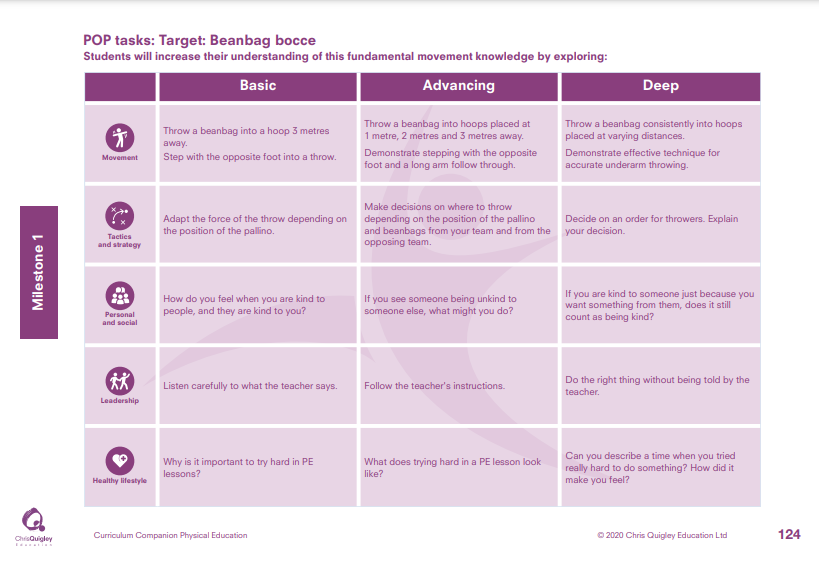 POP tasks: Target: Beanbag bocce
Students will increase their understanding of this fundamental movement knowledge by exploring:
Basic
Advancing
Deep
Movement
Throw a beanbag into a hoop 3 metres
away.
Step with the opposite foot into a throw.
Throw a beanbag into hoops placed at
1 metre, 2 metres and 3 metres away.
Demonstrate stepping with the opposite
foot and a long arm follow through.
Throw a beanbag consistently into hoops
placed at varying distances.
Demonstrate effective technique for
accurate underarm throwing.
Tactics
and strategy
Adapt the force of the throw depending on
the position of the pallino.
Make decisions on where to throw
depending on the position of the pallino
and beanbags from your team and from the
opposing team.
Decide on an order for throwers. Explain
your decision.
Personal
and social
How do you feel when you are kind to
people, and they are kind to you?
If you see someone being unkind to
someone else, what might you do?
If you are kind to someone just because you
want something from them, does it still
count as being kind?
Leadership
Listen carefully to what the teacher says.
Follow the teacher's instructions.
Do the right thing without being told by the
teacher.
Healthy lifestyle
Why is it important to try hard in PE
lessons?
What does trying hard in a PE lesson look
like?
Can you describe a time when you tried
really hard to do something? How did it
make you feel?
Milestone 1
ChrisQuigley
Education
Curriculum Companion Physical Education
© 2020 Chris Quigley Education Ltd
124